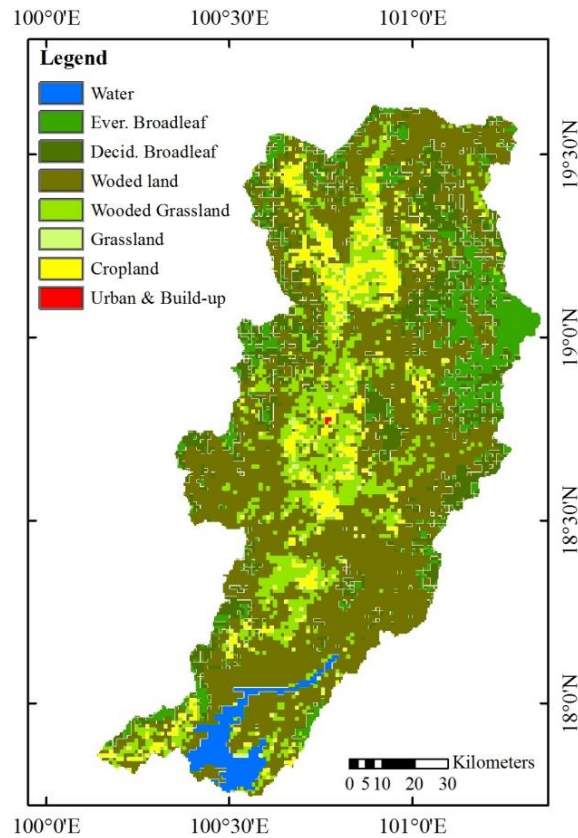 100°0'E 100°30'E 101°0'E
Legend
Water
Ever. Broadleaf
Decid. Broadleaf
Woded land
Wooded Grassland
Grassland
Cropland
Urban & Build-up
19°30'N
19°0'N
18°30'N
18°0'N
Kilometers
0 5 10 20 30
100°0'E 100°30'E 101°0'E